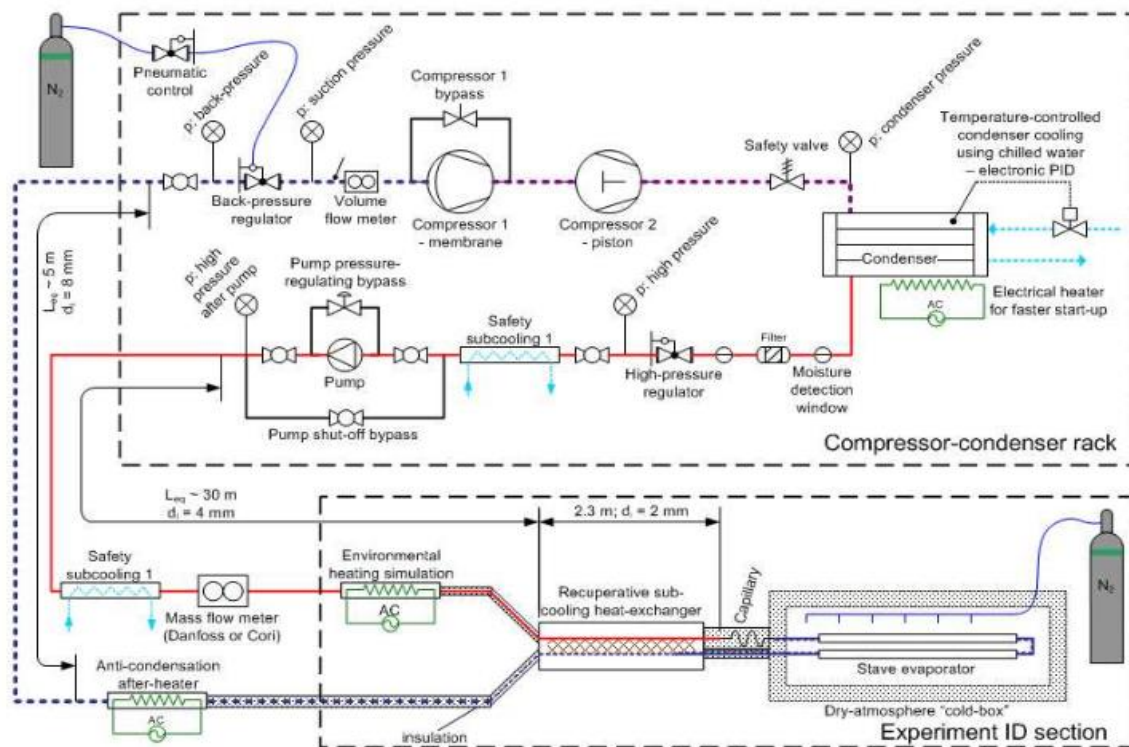 N₂
Pneumatic
control
p: back-pressure
p: suction pressure
Compressor 1
bypass
p: condenser pressure
Safety valve
Temperature-controlled
condenser cooling
using chilled water
– electronic PID
Back-pressure
regulator
Volume
flow meter
Compressor 1
- membrane
Compressor 2
- piston
Condenser
AC
Electrical heater
for faster start-up
Lₑq ~ 5 m
dᵢ = 8 mm
p: high
pressure
after pump
Pump pressure-
regulating bypass
Pump
Pump shut-off bypass
Safety
subcooling 1
p: high pressure
High-pressure
regulator
Filter
Moisture
detection
window
Compressor-condenser rack
Lₑq ~ 30 m
dᵢ = 4 mm
2.3 m; dᵢ = 2 mm
Safety
subcooling 1
Mass flow meter
(Danfoss or Cori)
Environmental
heating simulation
AC
Recuperative sub-
cooling heat-exchanger
Capillary
Stave evaporator
N₂
Anti-condensation
after-heater
AC
insulation
Dry-atmosphere "cold-box"
Experiment ID section